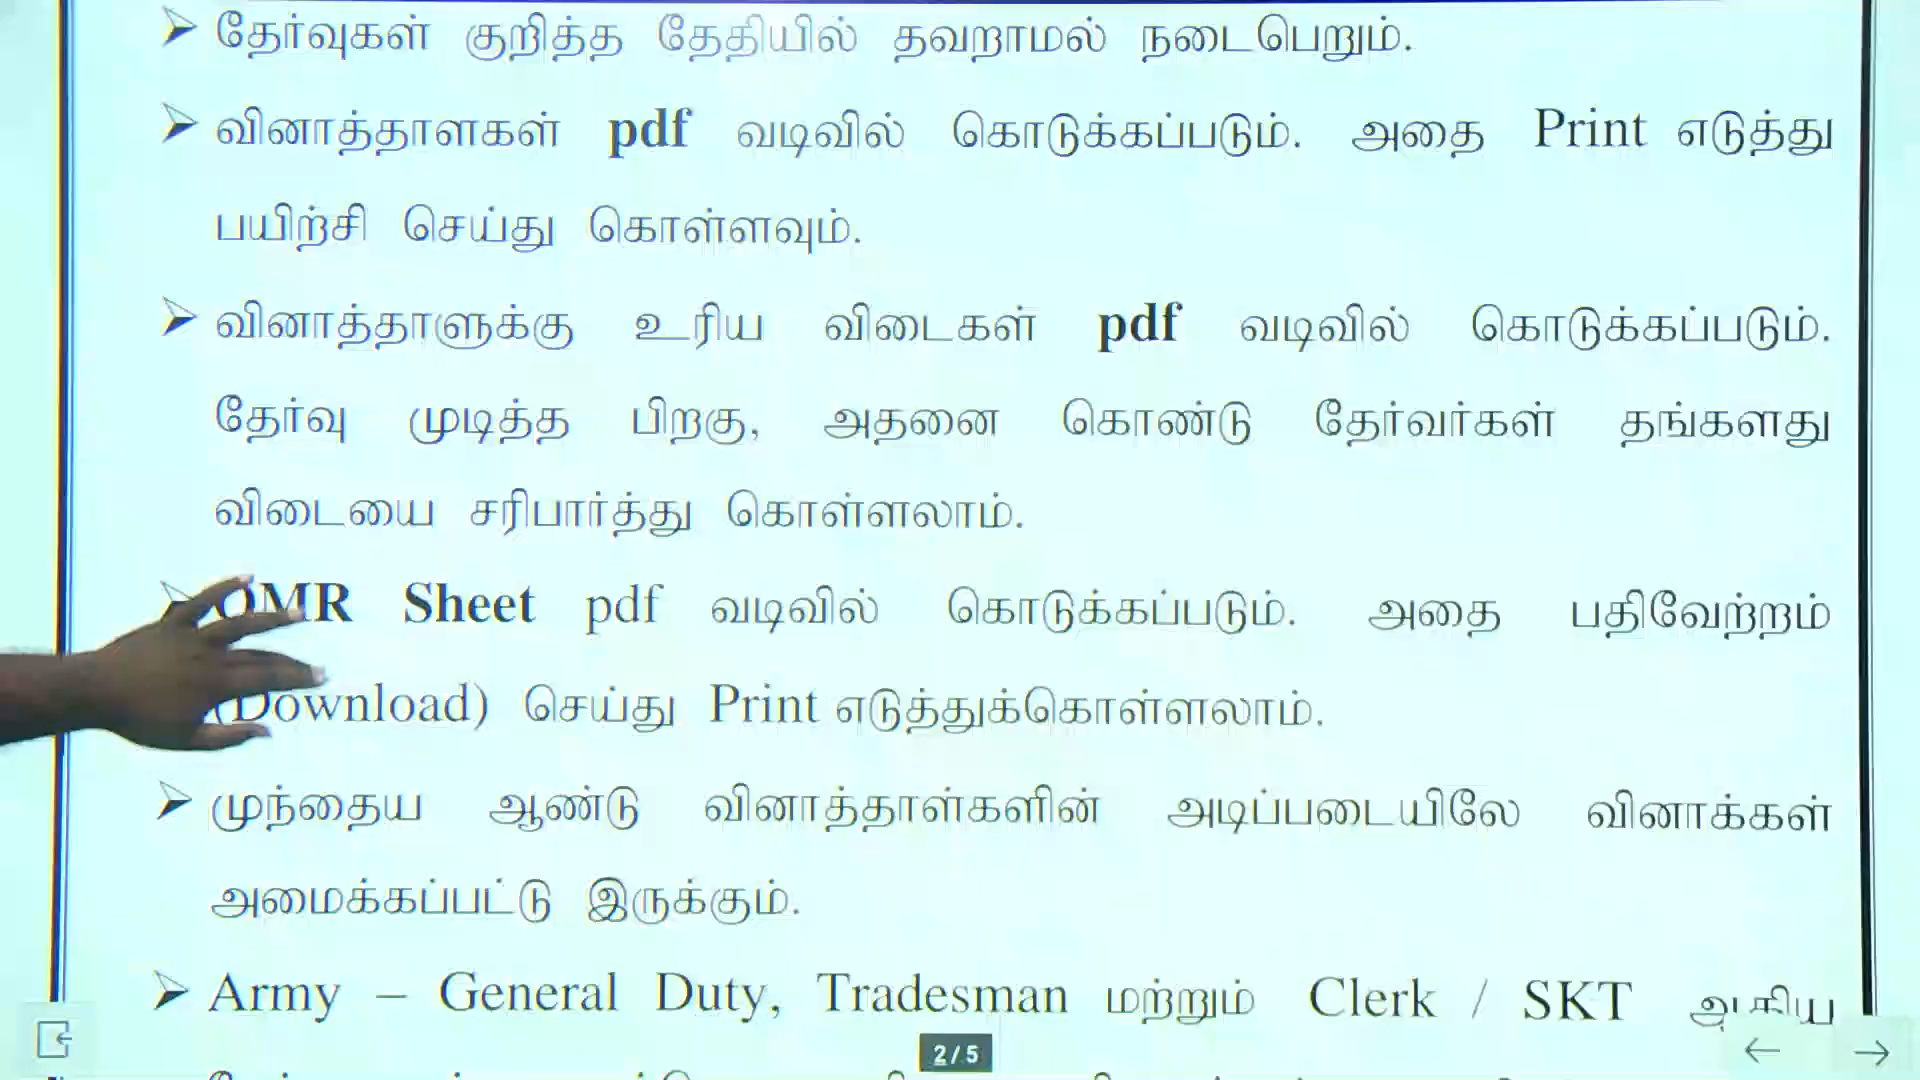 ➢ தேர்வுகள் குறித்த தேதியில் தவறாமல் நடைபெறும்.
➢ வினாத்தாளகள் pdf வடிவில் கொடுக்கப்படும். அதை Print எடுத்து
பயிற்சி செய்து கொள்ளவும்.
➢ வினாத்தாளுக்கு உரிய விடைகள் pdf வடிவில் கொடுக்கப்படும்.
தேர்வு முடித்த பிறகு, அதனை கொண்டு தேர்வர்கள் தங்களது
விடையை சரிபார்த்து கொள்ளலாம்.
➢ OMR Sheet pdf வடிவில் கொடுக்கப்படும். அதை பதிவேற்றம்
(Download) செய்து Print எடுத்துக்கொள்ளலாம்.
➢ முந்தைய ஆண்டு வினாத்தாள்களின் அடிப்படையிலே வினாக்கள்
அமைக்கப்பட்டு இருக்கும்.
➢ Army – General Duty, Tradesman மற்றும் Clerk / SKT ஆகிய
2 / 5